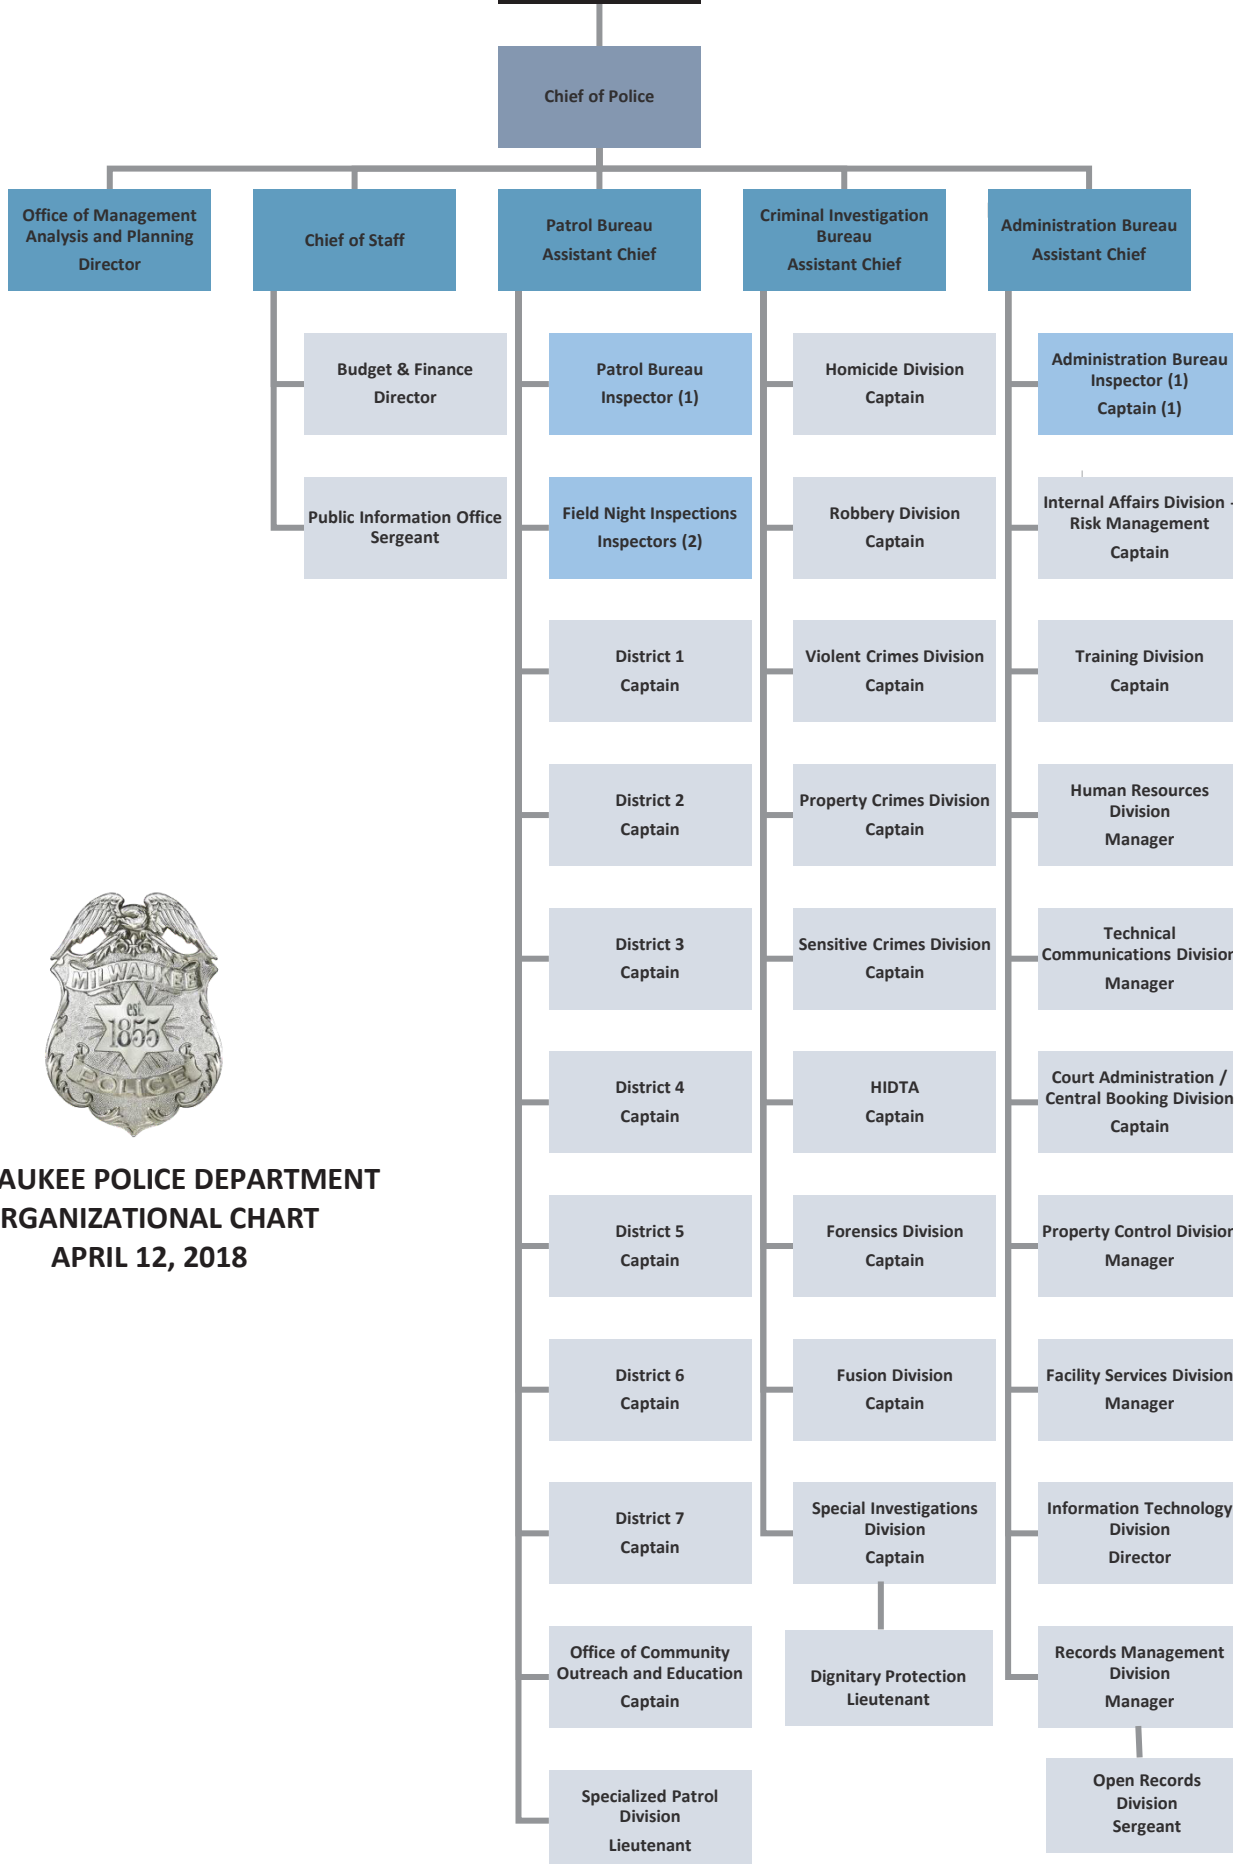 Chief of Police
Office of Management
Analysis and Planning
Director
Chief of Staff
Patrol Bureau
Assistant Chief
Criminal Investigation
Bureau
Assistant Chief
Administration Bureau
Assistant Chief
Budget & Finance
Director
Public Information Office
Sergeant
Patrol Bureau
Inspector (1)
Field Night Inspections
Inspectors (2)
District 1
Captain
District 2
Captain
District 3
Captain
District 4
Captain
District 5
Captain
District 6
Captain
District 7
Captain
Office of Community
Outreach and Education
Captain
Specialized Patrol
Division
Lieutenant
Homicide Division
Captain
Robbery Division
Captain
Violent Crimes Division
Captain
Property Crimes Division
Captain
Sensitive Crimes Division
Captain
HIDTA
Captain
Forensics Division
Captain
Fusion Division
Captain
Special Investigations
Division
Captain
Dignitary Protection
Lieutenant
Administration Bureau
Inspector (1)
Captain (1)
Internal Affairs Division -
Risk Management
Captain
Training Division
Captain
Human Resources
Division
Manager
Technical
Communications Division
Manager
Court Administration /
Central Booking Division
Captain
Property Control Division
Manager
Facility Services Division
Manager
Information Technology
Division
Director
Records Management
Division
Manager
Open Records
Division
Sergeant
MILWAUKEE
est.
1855
POLICE
AUKEE POLICE DEPARTMENT
RGANIZATIONAL CHART
APRIL 12, 2018